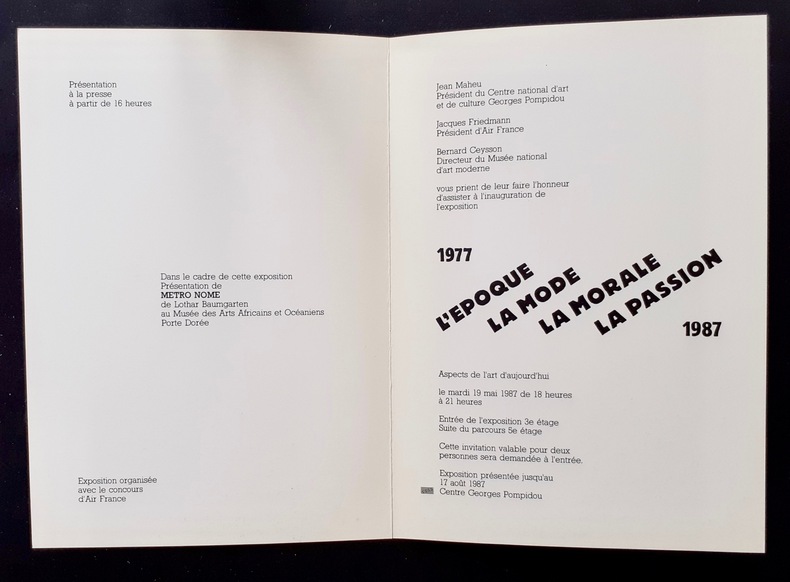 Présentation
à la presse
à partir de 16 heures
Dans le cadre de cette exposition
Présentation de
METRO NOME
de Lothar Baumgarten
au Musée des Arts Africains et Océaniens
Porte Dorée
Exposition organisée
avec le concours
d'Air France
Jean Maheu
Président du Centre national d'art
et de culture Georges Pompidou
Jacques Friedmann
Président d'Air France
Bernard Ceysson
Directeur du Musée national
d'art moderne
vous prient de leur faire l'honneur
d'assister à l'inauguration de
l'exposition
1977
L'EPOQUE
LA MODE
LA MORALE
LA PASSION
1987
Aspects de l'art d'aujourd'hui
le mardi 19 mai 1987 de 18 heures
à 21 heures
Entrée de l'exposition 3e étage
Suite du parcours 5e étage
Cette invitation valable pour deux
personnes sera demandée à l'entrée.
Exposition présentée jusqu'au
17 août 1987
Centre Georges Pompidou